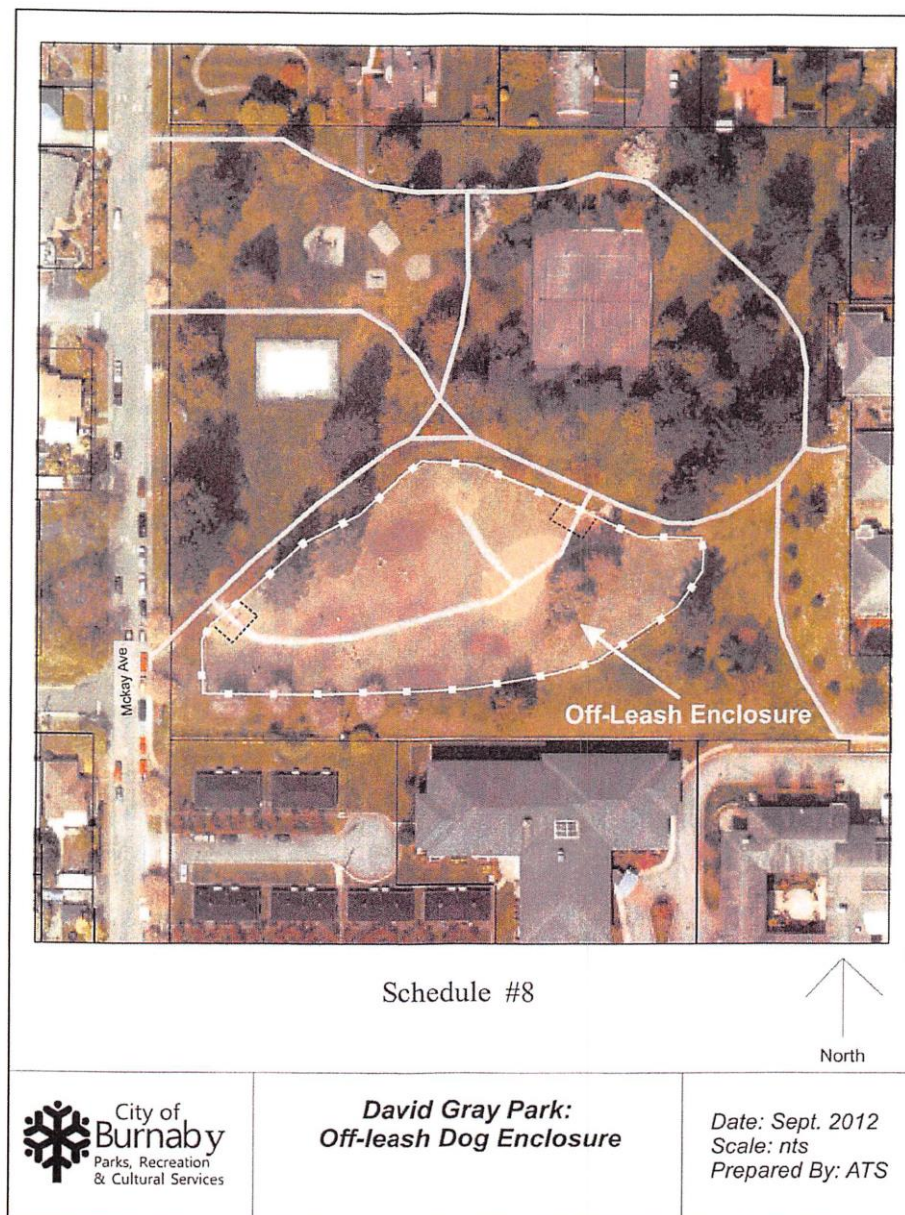 Mckay Ave
Off-Leash Enclosure
Schedule #8
North
City of
Burnaby
Parks, Recreation
& Cultural Services
David Gray Park:
Off-leash Dog Enclosure
Date: Sept. 2012
Scale: nts
Prepared By: ATS